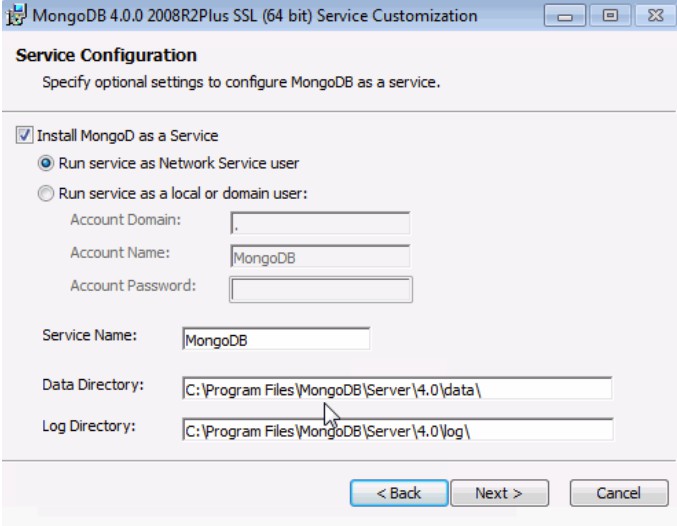 MongoDB 4.0.0 2008R2Plus SSL (64 bit) Service Customization
Service Configuration
Specify optional settings to configure MongoDB as a service.
Install MongoD as a Service
Run service as Network Service user
Run service as a local or domain user:
Account Domain: .
Account Name: MongoDB
Account Password:
Service Name: MongoDB
Data Directory: C:\Program Files\MongoDB\Server\4.0\data\
Log Directory: C:\Program Files\MongoDB\Server\4.0\log\
< Back Next > Cancel